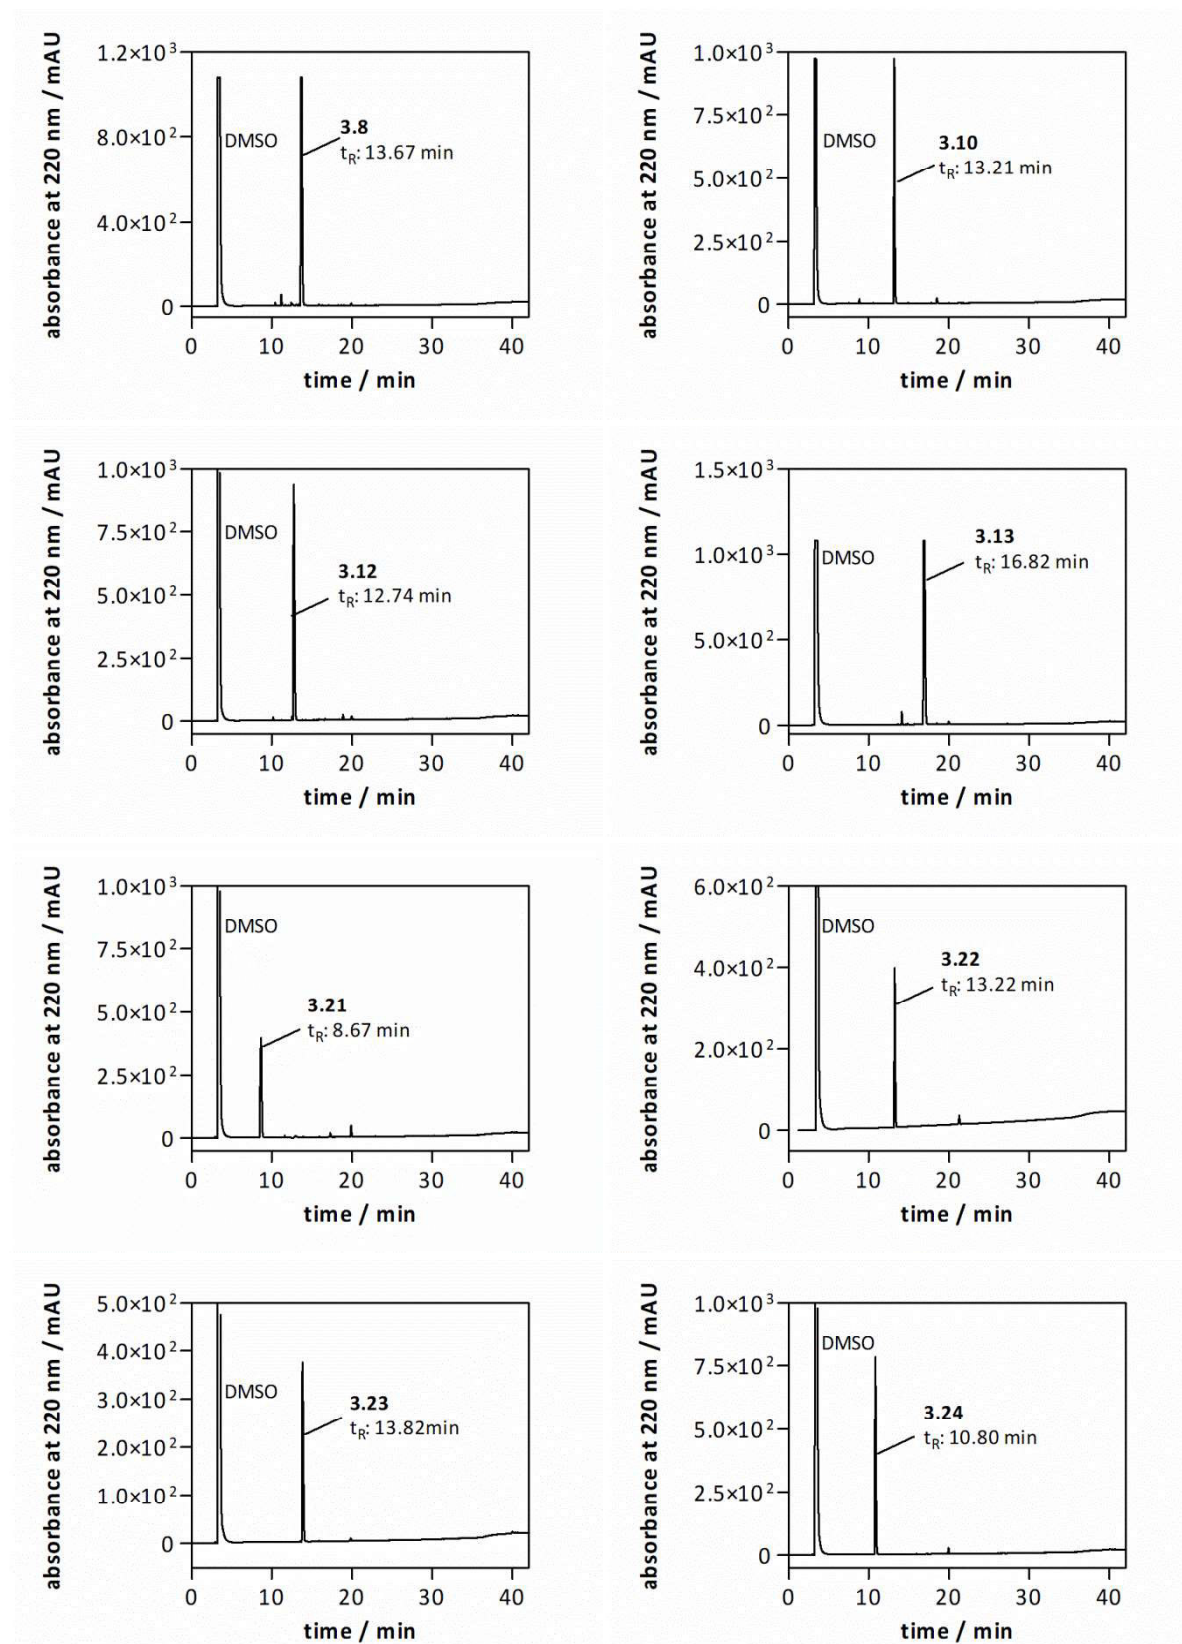 absorbance at 220 nm / mAU
1.2×10³
8.0×10²
4.0×10²
0
DMSO
3.8
tR: 13.67 min
0 10 20 30 40
time / min
absorbance at 220 nm / mAU
1.0×10³
7.5×10²
5.0×10²
2.5×10²
0
DMSO
3.10
tR: 13.21 min
0 10 20 30 40
time / min
absorbance at 220 nm / mAU
1.0×10³
7.5×10²
5.0×10²
2.5×10²
0
DMSO
3.12
tR: 12.74 min
0 10 20 30 40
time / min
absorbance at 220 nm / mAU
1.5×10³
1.0×10³
5.0×10²
0
DMSO
3.13
tR: 16.82 min
0 10 20 30 40
time / min
absorbance at 220 nm / mAU
1.0×10³
7.5×10²
5.0×10²
2.5×10²
0
DMSO
3.21
tR: 8.67 min
0 10 20 30 40
time / min
absorbance at 220 nm / mAU
6.0×10²
4.0×10²
2.0×10²
0
DMSO
3.22
tR: 13.22 min
0 10 20 30 40
time / min
absorbance at 220 nm / mAU
5.0×10²
4.0×10²
3.0×10²
2.0×10²
1.0×10²
0
DMSO
3.23
tR: 13.82min
0 10 20 30 40
time / min
absorbance at 220 nm / mAU
1.0×10³
7.5×10²
5.0×10²
2.5×10²
0
DMSO
3.24
tR: 10.80 min
0 10 20 30 40
time / min